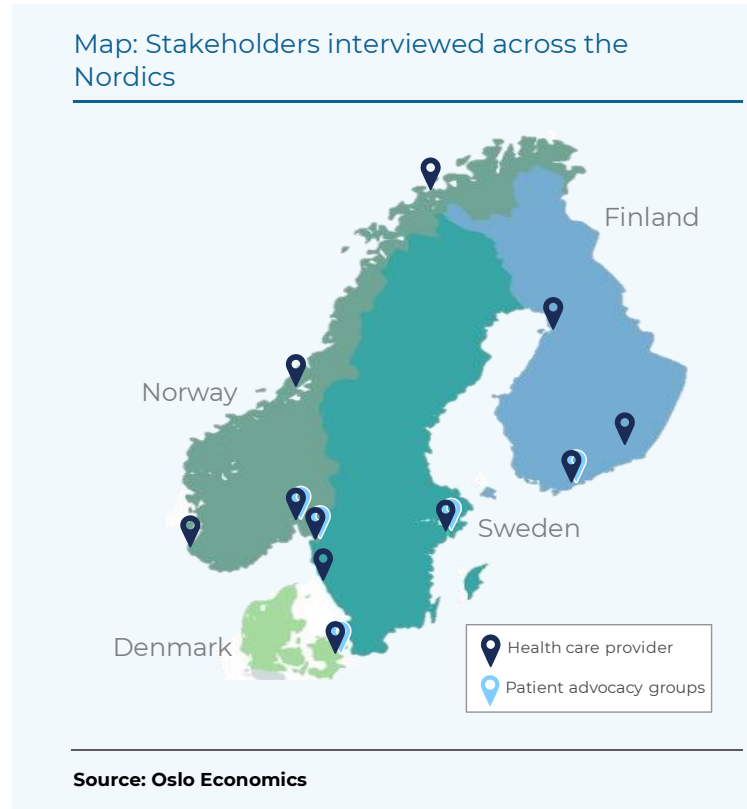 Map: Stakeholders interviewed across the
Nordics
Finland
Norway
Sweden
Denmark
Health care provider
Patient advocacy groups
Source: Oslo Economics